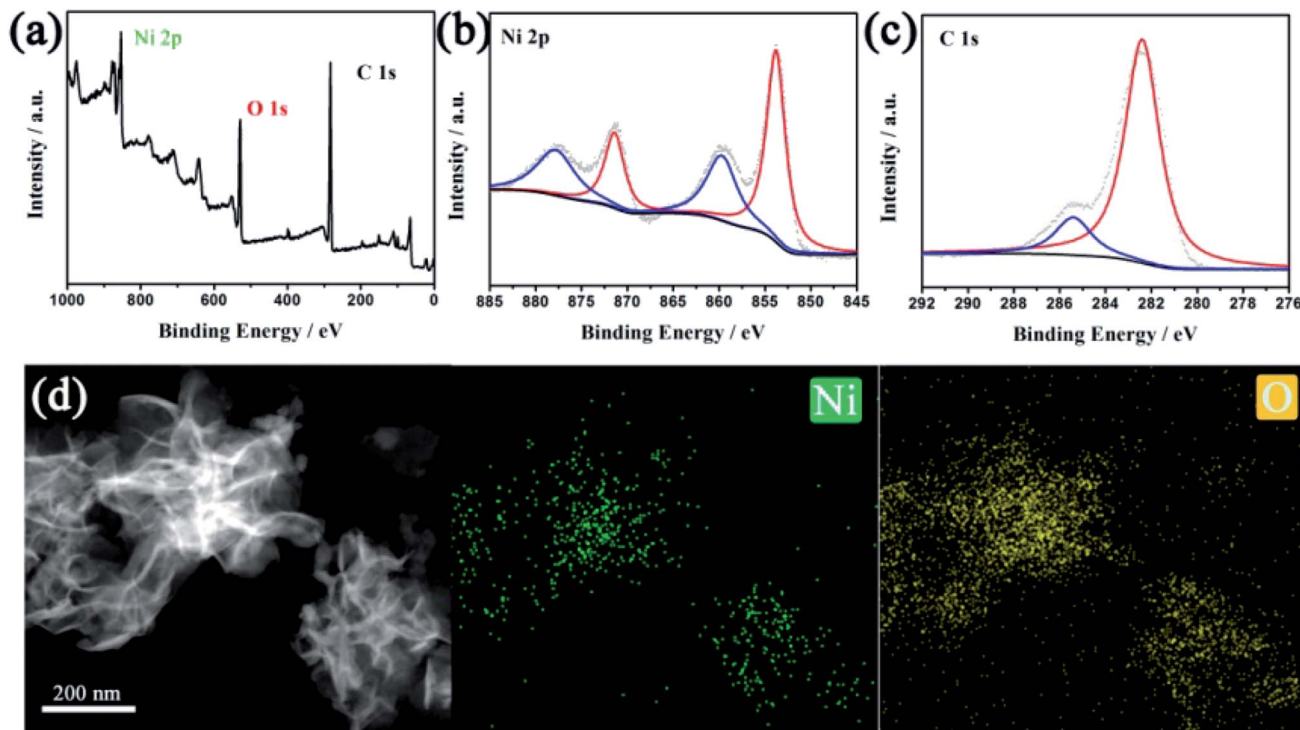 (a)
Ni 2p
O 1s
C 1s
Intensity / a.u.
1000 800 600 400 200 0
Binding Energy / eV
(b)
Ni 2p
Intensity / a.u.
885 880 875 870 865 860 854 850 845
Binding Energy / eV
(c)
C 1s
Intensity / a.u.
292 290 288 286 284 282 280 278 276
Binding Energy / eV
(d)
200 nm
Ni
O